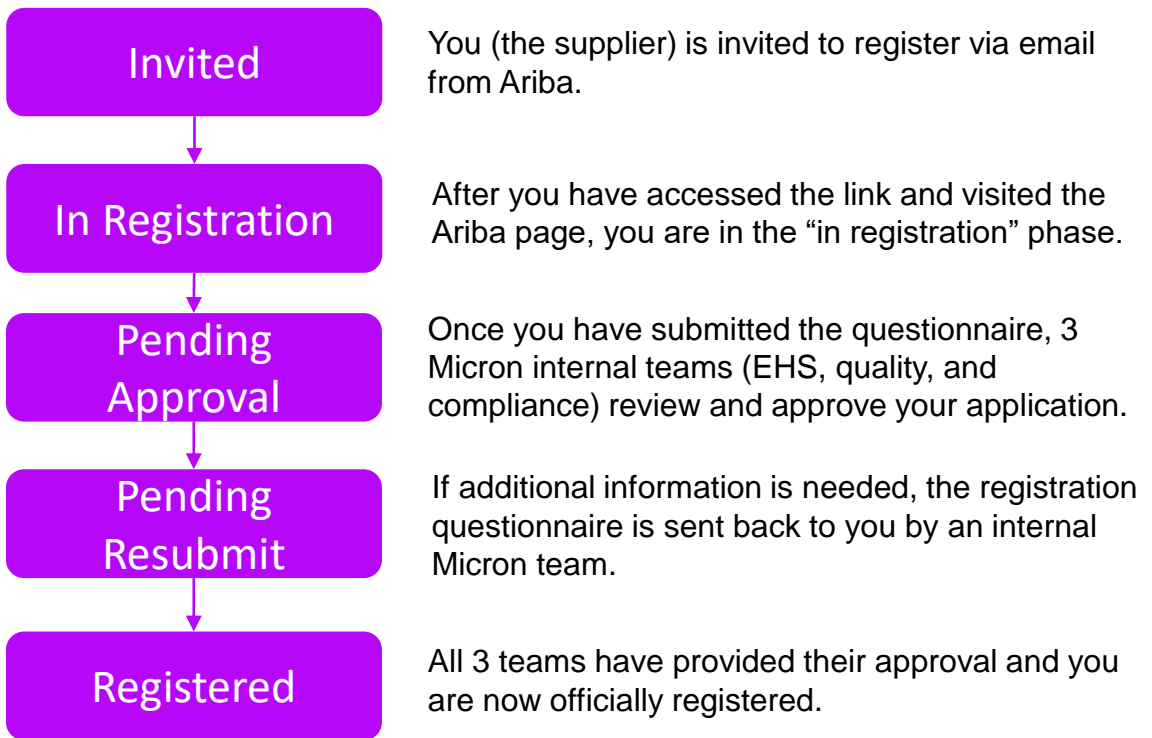 Invited
You (the supplier) is invited to register via email
from Ariba.
In Registration
After you have accessed the link and visited the
Ariba page, you are in the “in registration” phase.
Pending
Approval
Once you have submitted the questionnaire, 3
Micron internal teams (EHS, quality, and
compliance) review and approve your application.
Pending
Resubmit
If additional information is needed, the registration
questionnaire is sent back to you by an internal
Micron team.
Registered
All 3 teams have provided their approval and you
are now officially registered.